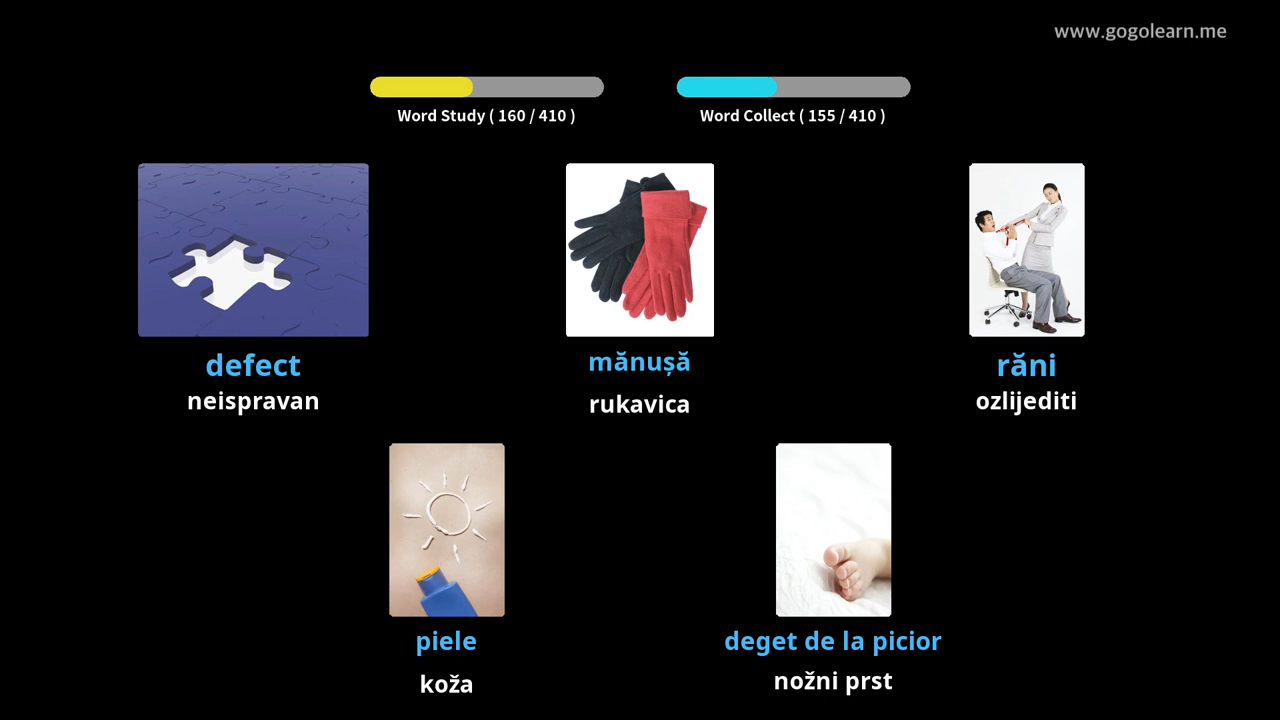 www.gogolearn.me
Word Study ( 160 / 410 )
Word Collect ( 155 / 410 )
defect
neispravan
mănușă
rukavica
răni
ozlijediti
piele
koža
deget de la picior
nožni prst